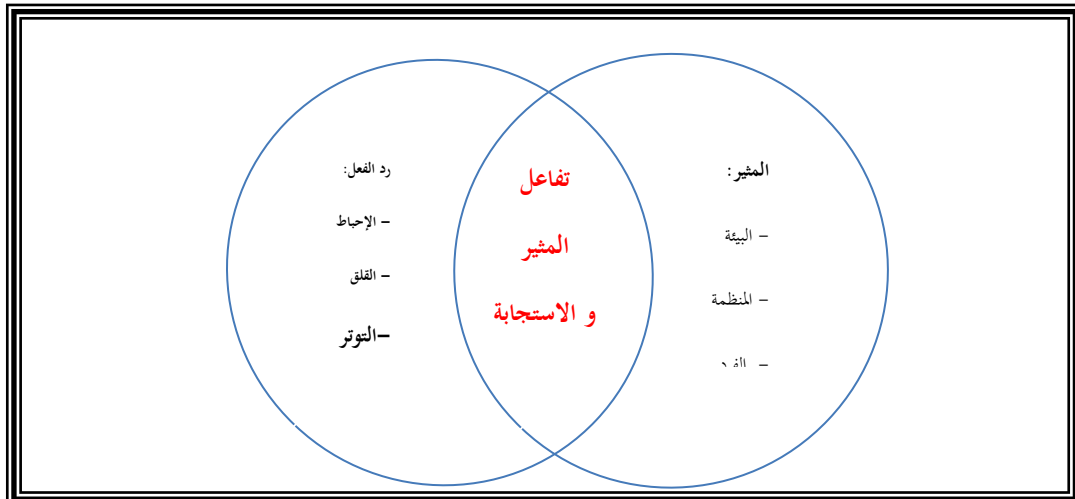 المثير:
- البيئة
- المنظمة
تفاعل
المثير
و الاستجابة
رد الفعل:
- الإحباط
- القلق
-التوتر